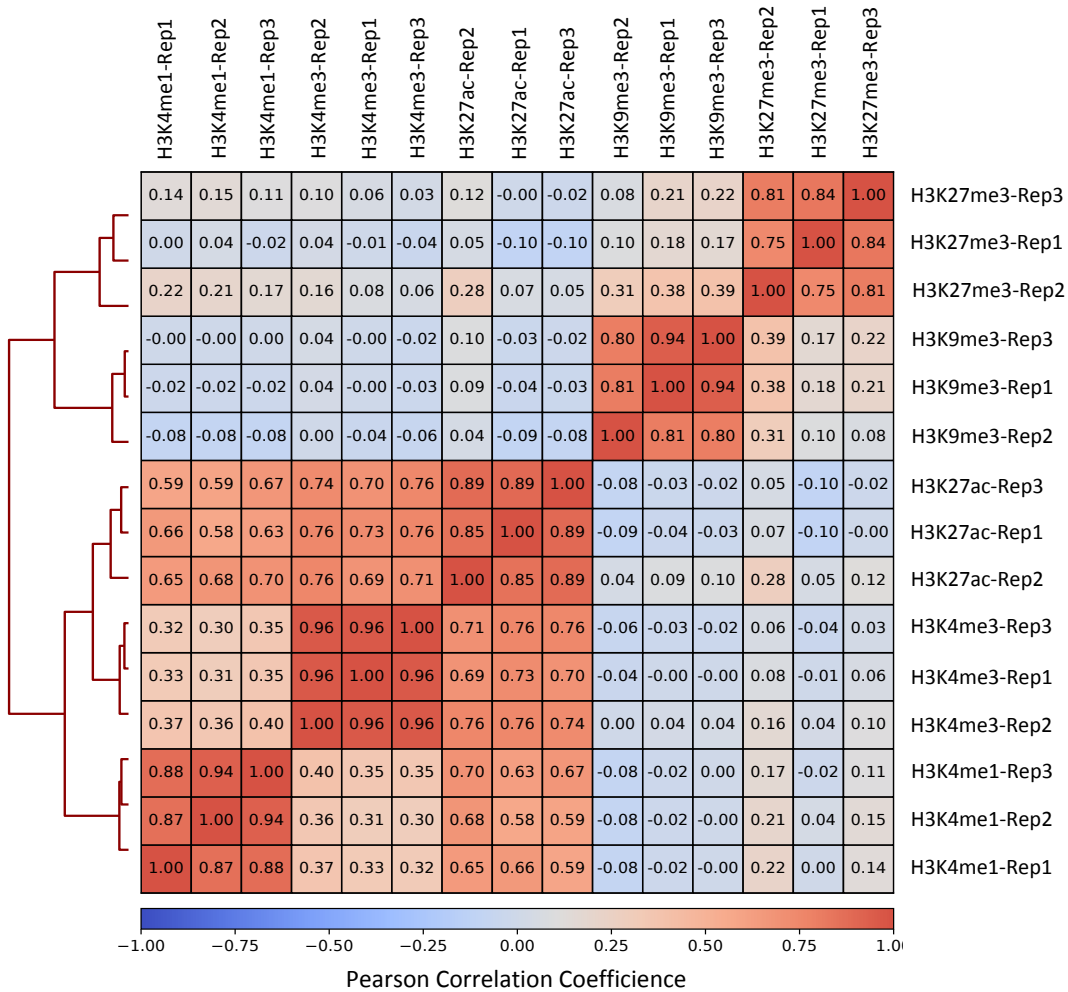 H3K4me1-Rep1 H3K4me1-Rep2 H3K4me1-Rep3 H3K4me3-Rep2 H3K4me3-Rep1 H3K4me3-Rep3 H3K27ac-Rep2 H3K27ac-Rep1 H3K27ac-Rep3 H3K9me3-Rep2 H3K9me3-Rep1 H3K9me3-Rep3 H3K27me3-Rep2 H3K27me3-Rep1 H3K27me3-Rep3
0.14 0.15 0.11 0.10 0.06 0.03 0.12 -0.00 -0.02 0.08 0.21 0.22 0.81 0.84 1.00 H3K27me3-Rep3
0.00 0.04 -0.02 0.04 -0.01 -0.04 0.05 -0.10 -0.10 0.10 0.18 0.17 0.75 1.00 0.84 H3K27me3-Rep1
0.22 0.21 0.17 0.16 0.08 0.06 0.28 0.07 0.05 0.31 0.38 0.39 1.00 0.75 0.81 H3K27me3-Rep2
-0.00 -0.00 0.00 0.04 -0.00 -0.02 0.10 -0.03 -0.02 0.80 0.94 1.00 0.39 0.17 0.22 H3K9me3-Rep3
-0.02 -0.02 -0.02 0.04 -0.00 -0.03 0.09 -0.04 -0.03 0.81 1.00 0.94 0.38 0.18 0.21 H3K9me3-Rep1
-0.08 -0.08 -0.08 0.00 -0.04 -0.06 0.04 -0.09 -0.08 1.00 0.81 0.80 0.31 0.10 0.08 H3K9me3-Rep2
0.59 0.59 0.67 0.74 0.70 0.76 0.89 0.89 1.00 -0.08 -0.03 -0.02 0.05 -0.10 -0.02 H3K27ac-Rep3
0.66 0.58 0.63 0.76 0.73 0.76 0.85 1.00 0.89 -0.09 -0.04 -0.03 0.07 -0.10 -0.00 H3K27ac-Rep1
0.65 0.68 0.70 0.76 0.69 0.71 1.00 0.85 0.89 0.04 0.09 0.10 0.28 0.05 0.12 H3K27ac-Rep2
0.32 0.30 0.35 0.96 0.96 1.00 0.71 0.76 0.76 -0.06 -0.03 -0.02 0.06 -0.04 0.03 H3K4me3-Rep3
0.33 0.31 0.35 0.96 1.00 0.96 0.69 0.73 0.70 -0.04 -0.00 -0.00 0.08 -0.01 0.06 H3K4me3-Rep1
0.37 0.36 0.40 1.00 0.96 0.96 0.76 0.76 0.74 0.00 0.04 0.04 0.16 0.04 0.10 H3K4me3-Rep2
0.88 0.94 1.00 0.40 0.35 0.35 0.70 0.63 0.67 -0.08 -0.02 0.00 0.17 -0.02 0.11 H3K4me1-Rep3
0.87 1.00 0.94 0.36 0.31 0.30 0.68 0.58 0.59 -0.08 -0.02 -0.00 0.21 0.04 0.15 H3K4me1-Rep2
1.00 0.87 0.88 0.37 0.33 0.32 0.65 0.66 0.59 -0.08 -0.02 -0.00 0.22 0.00 0.14 H3K4me1-Rep1
−1.00 −0.75 −0.50 −0.25 0.00 0.25 0.50 0.75 1.0
Pearson Correlation Coefficience